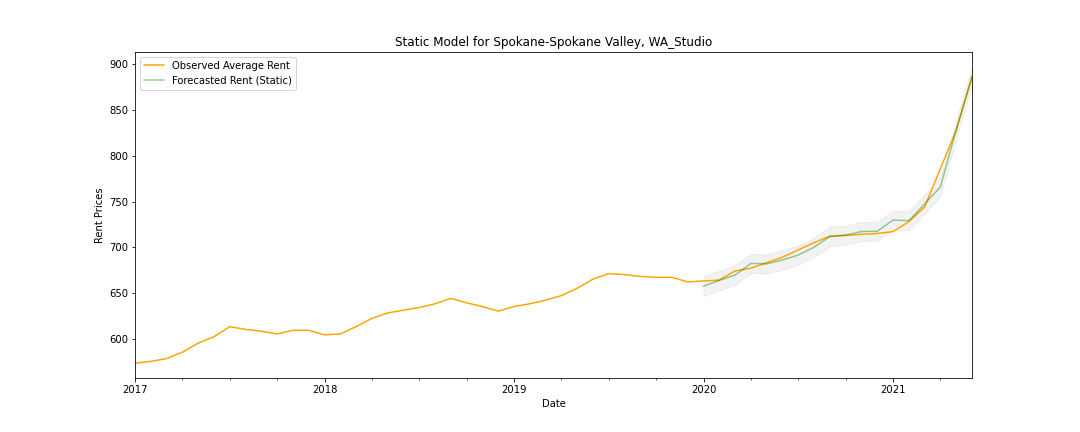 Static Model for Spokane-Spokane Valley, WA_Studio
Observed Average Rent
Forecasted Rent (Static)
900
850
800
750
700
650
600
Rent Prices
2017
2018
2019
2020
2021
Date